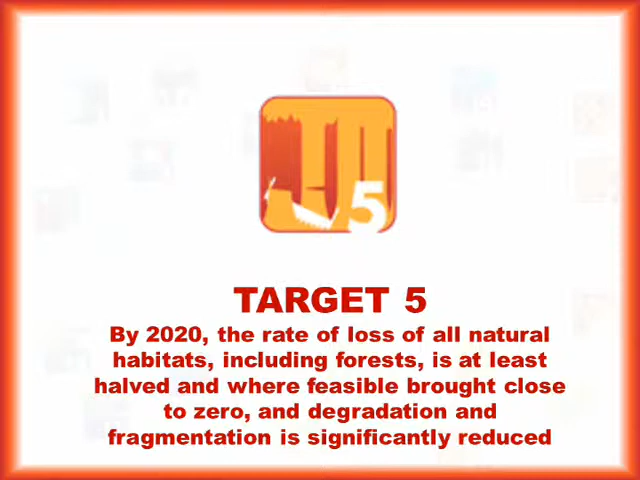 5
TARGET 5
By 2020, the rate of loss of all natural
habitats, including forests, is at least
halved and where feasible brought close
to zero, and degradation and
fragmentation is significantly reduced